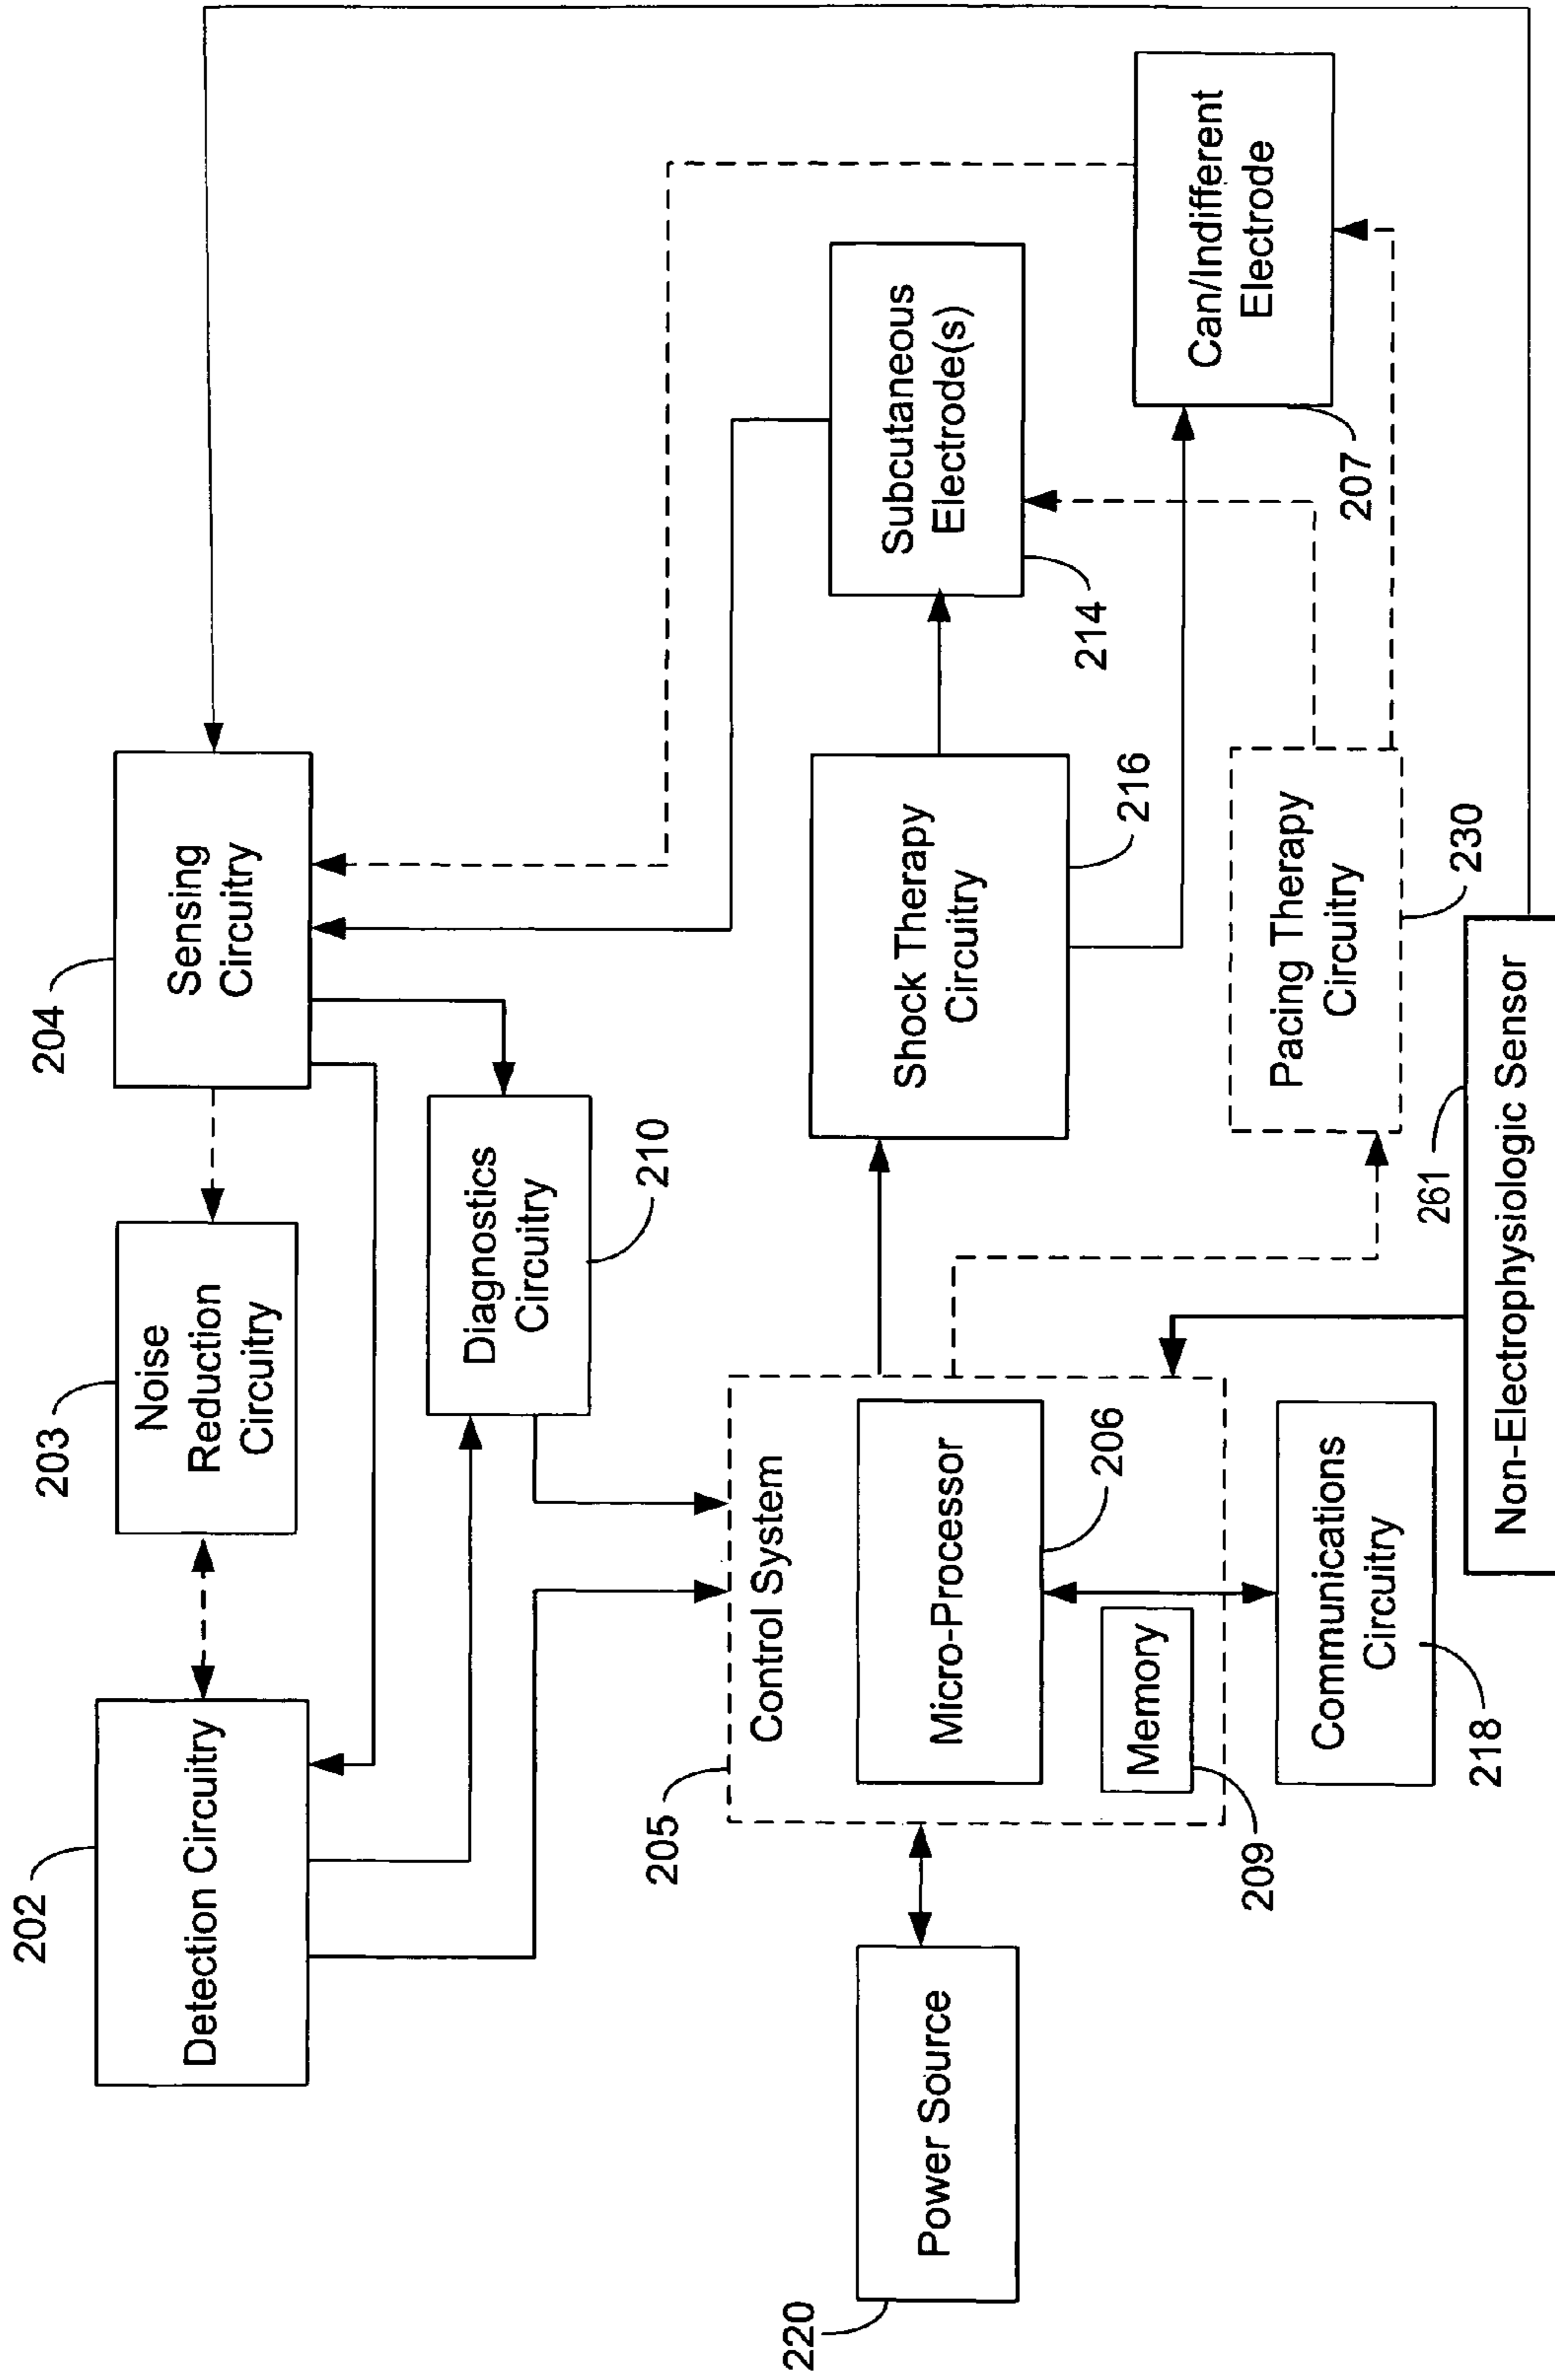 202
Detection Circuitry
203
Noise
Reduction
Circuitry
204
Sensing
Circuitry
Diagnostics
Circuitry
210
205
Control System
Micro-Processor
206
Memory
209
220
Power Source
Communications
Circuitry
218
Shock Therapy
Circuitry
216
Subcutaneous
Electrode(s)
214
Can/Indifferent
Electrode
207
Pacing Therapy
Circuitry
230
261
Non-Electrophysiologic Sensor